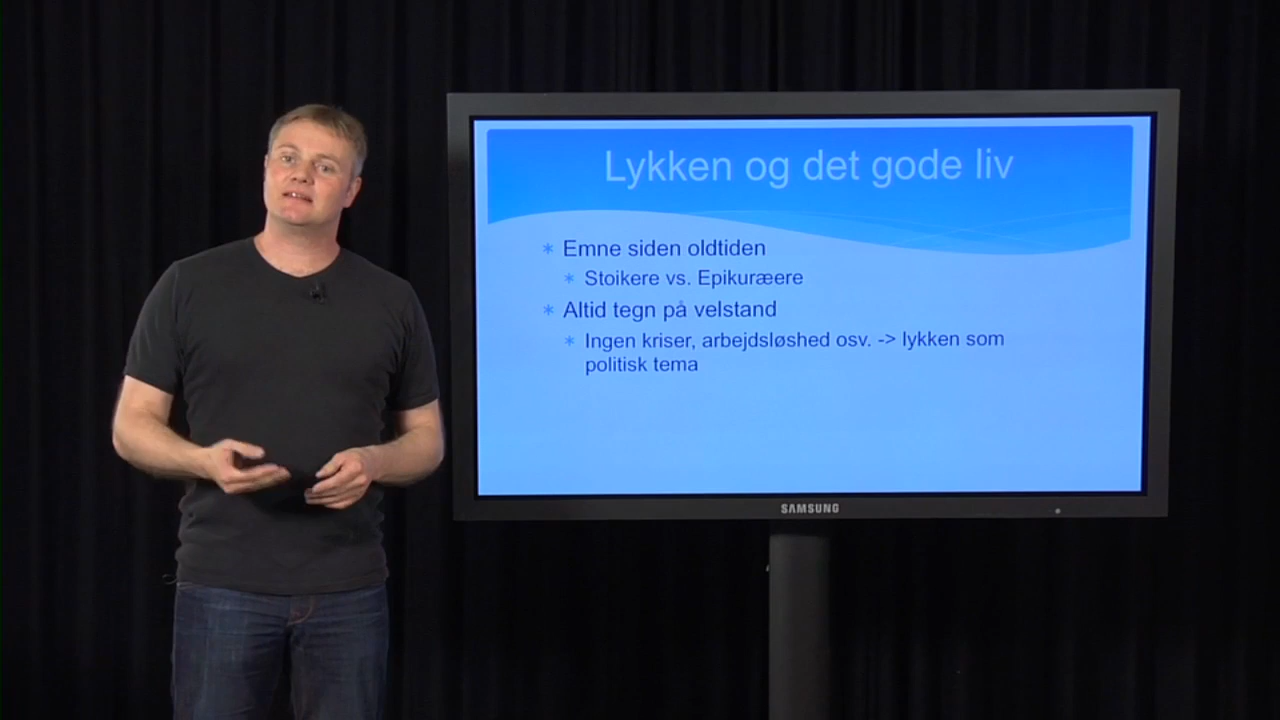 Lykken og det gode liv
* Emne siden oldtiden
* Stoikere vs. Epikuræere
* Altid tegn på velstand
* Ingen kriser, arbejdsløshed osv. -> lykken som
politisk tema
SAMSUNG